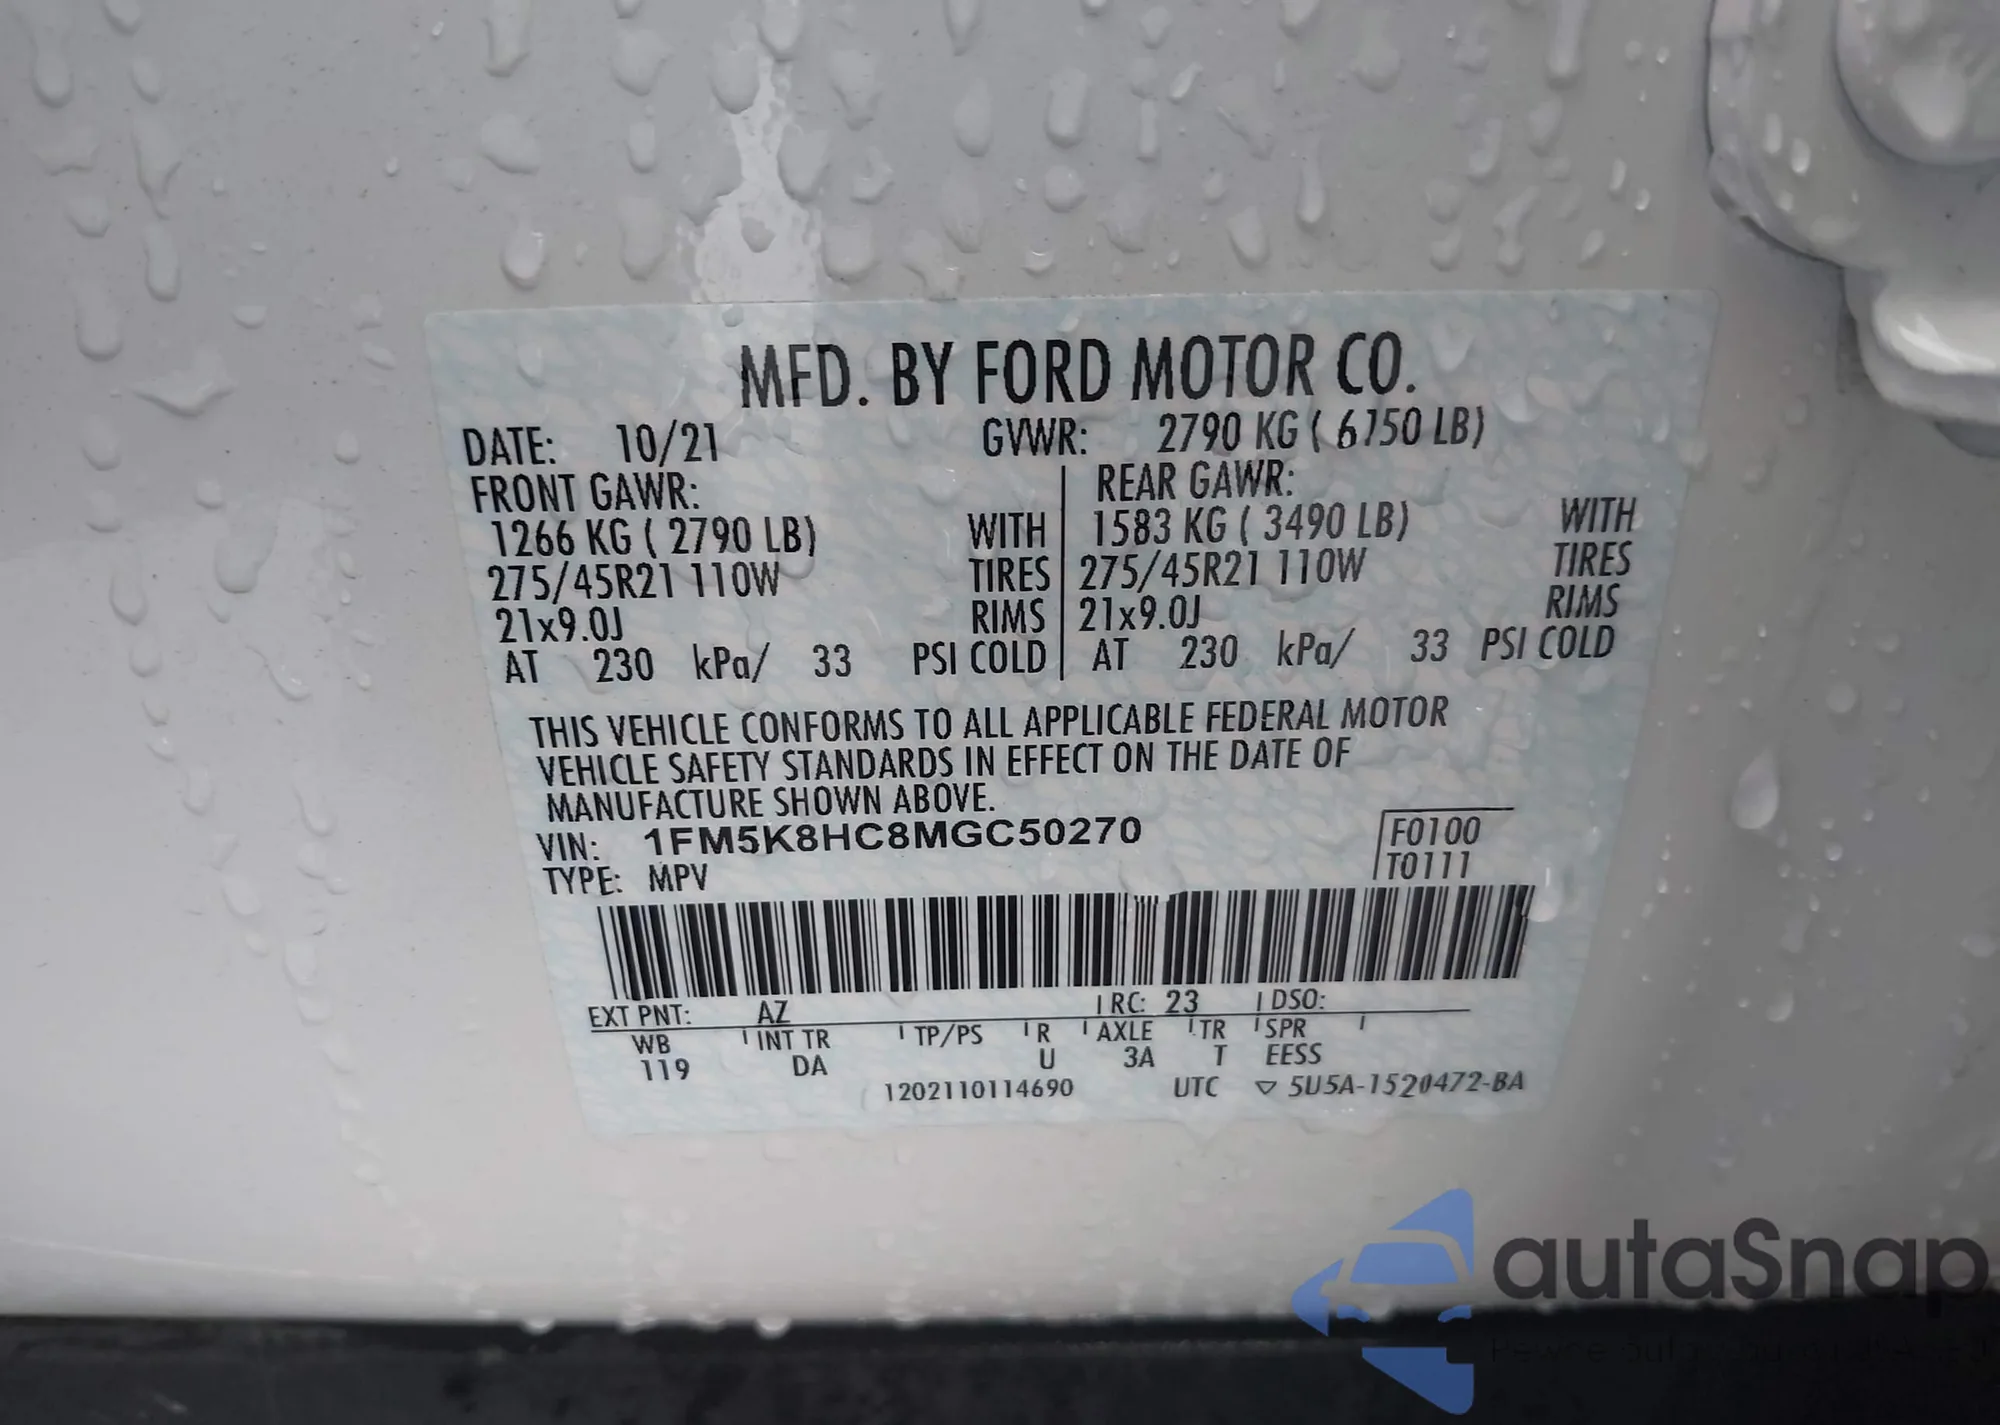 MFD. BY FORD MOTOR CO.
DATE: 10/21 GVWR: 2790 KG ( 6150 LB)
FRONT GAWR: REAR GAWR:
1266 KG ( 2790 LB) WITH 1583 KG ( 3490 LB) WITH
275/45R21 110W TIRES 275/45R21 110W TIRES
21x9.0J RIMS 21x9.0J RIMS
AT 230 kPa/ 33 PSI COLD AT 230 kPa/ 33 PSI COLD
THIS VEHICLE CONFORMS TO ALL APPLICABLE FEDERAL MOTOR
VEHICLE SAFETY STANDARDS IN EFFECT ON THE DATE OF
MANUFACTURE SHOWN ABOVE.
VIN: 1FM5K8HC8MGC50270 F0100
TYPE: MPV T0111
EXT PNT: AZ RC: 23 DSO:
WB INT TR TP/PS R AXLE TR SPR
119 DA U 3A T EESS
1202110114690 UTC ▽ 5U5A-1520472-BA
autaSnap